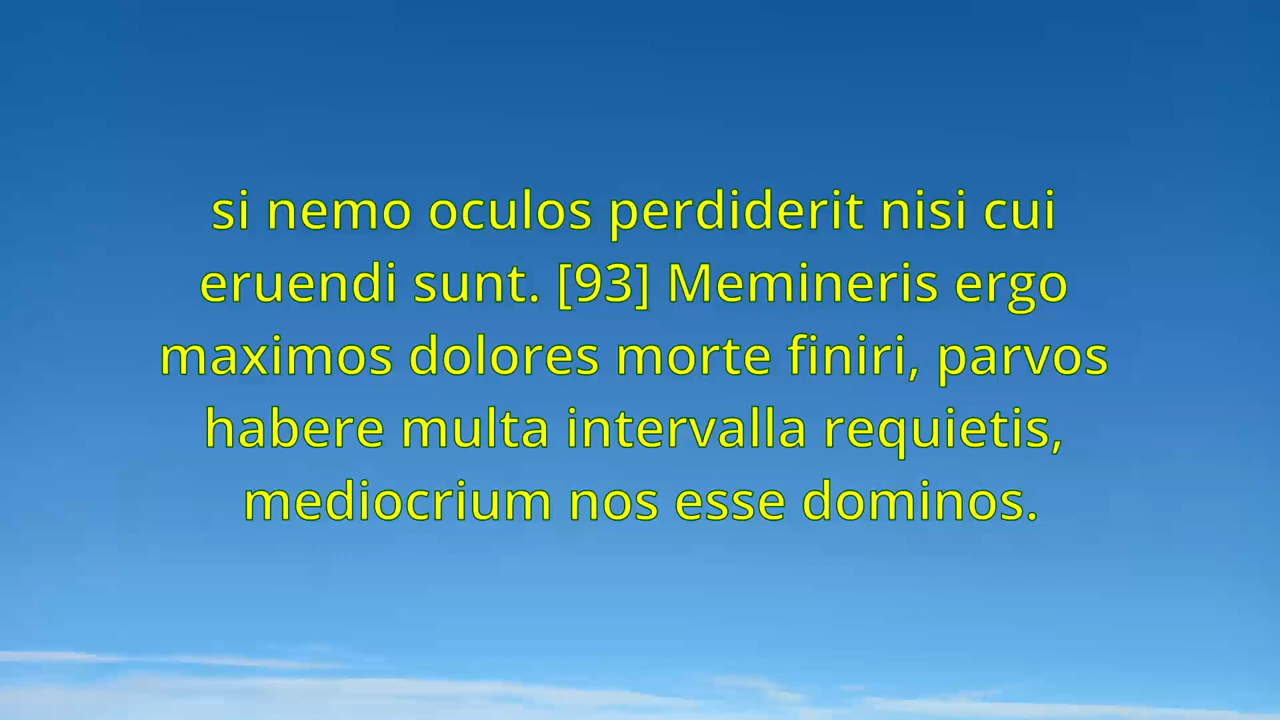 si nemo oculos perdiderit nisi cui
eruendi sunt. [93] Memineris ergo
maximos dolores morte finiri, parvos
habere multa intervalla requietis,
mediocrium nos esse dominos.